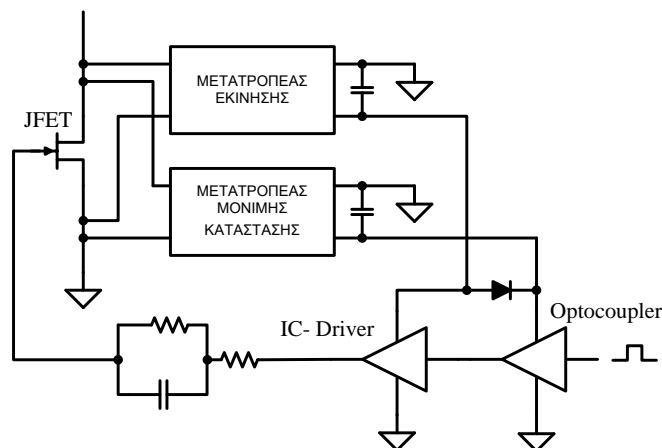 ΜΕΤΑΤΡΟΠΕΑΣ
ΕΚΙΝΗΣΗΣ
JFET
ΜΕΤΑΤΡΟΠΕΑΣ
ΜΟΝΙΜΗΣ
ΚΑΤΑΣΤΑΣΗΣ
Optocoupler
IC- Driver